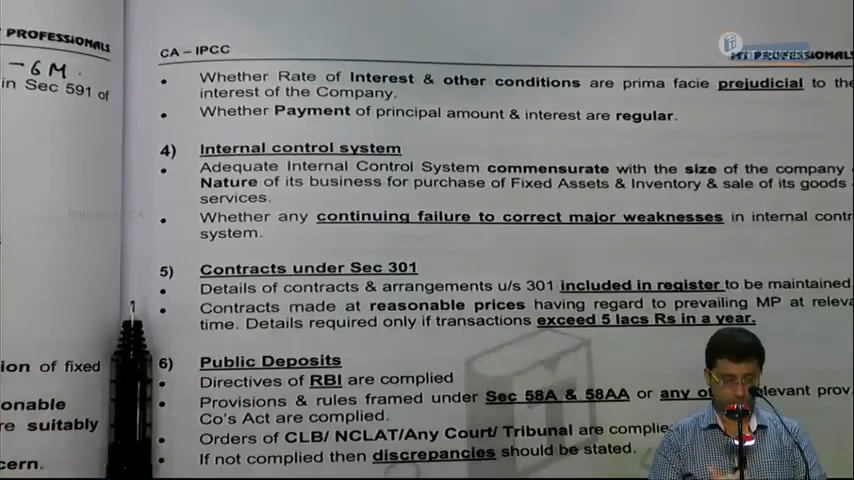 PROFESSIONALS
- 6 M.
in Sec 591 of
ion of fixed
onable
re suitably
cern.
CA – IPCC
• Whether Rate of Interest & other conditions are prima facie prejudicial to the
interest of the Company.
• Whether Payment of principal amount & interest are regular.
4) Internal control system
• Adequate Internal Control System commensurate with the size of the company
Nature of its business for purchase of Fixed Assets & Inventory & sale of its goods
services.
• Whether any continuing failure to correct major weaknesses in internal contr
system.
5) Contracts under Sec 301
• Details of contracts & arrangements u/s 301 included in register to be maintained
• Contracts made at reasonable prices having regard to prevailing MP at releva
time. Details required only if transactions exceed 5 lacs Rs in a year.
6) Public Deposits
• Directives of RBI are complied
• Provisions & rules framed under Sec 58A & 58AA or any o relevant prov.
Co's Act are complied.
• Orders of CLB/ NCLAT/Any Court/ Tribunal are complie
• If not complied then discrepancies should be stated.